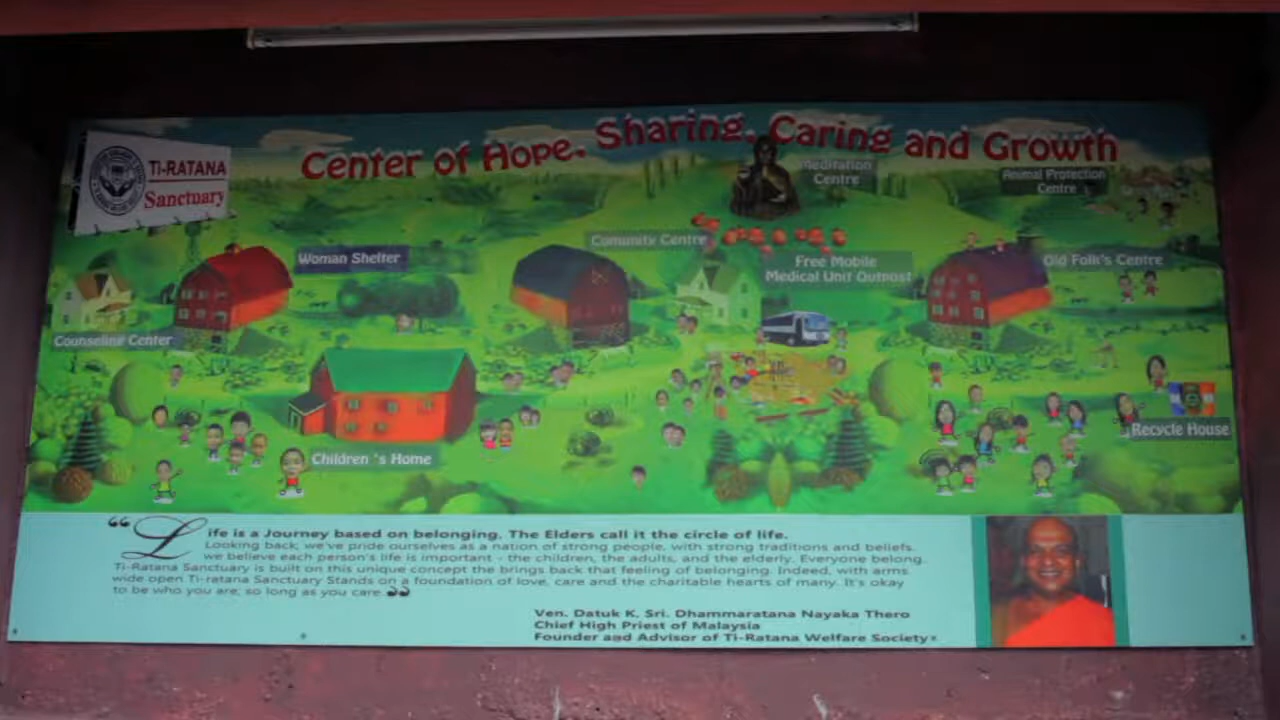 Center of Hope, Sharing, Caring and Growth
TI-RATANA
Sanctuary
Meditation
Centre
Animal Protection
Centre
Woman Shelter
Comunity Centre
Free Mobile
Medical Unit Outpost
Old Folk's Centre
Counseling Center
Children 's Home
Recycle House
“Life is a Journey based on belonging. The Elders call it the circle of life.
Looking back, we've pride ourselves as a nation of strong people, with strong traditions and beliefs.
we believe each person's life is important - the children, the adults, and the elderly. Everyone belong.
Ti-Ratana Sanctuary is built on this unique concept the brings back that feeling of belonging. Indeed, with arms
wide open Ti-ratana Sanctuary Stands on a foundation of love, care and the charitable hearts of many. It's okay
to be who you are, so long as you care.”
Ven. Datuk K. Sri. Dhammaratana Nayaka Thero
Chief High Priest of Malaysia
Founder and Advisor of Ti-Ratana Welfare Society